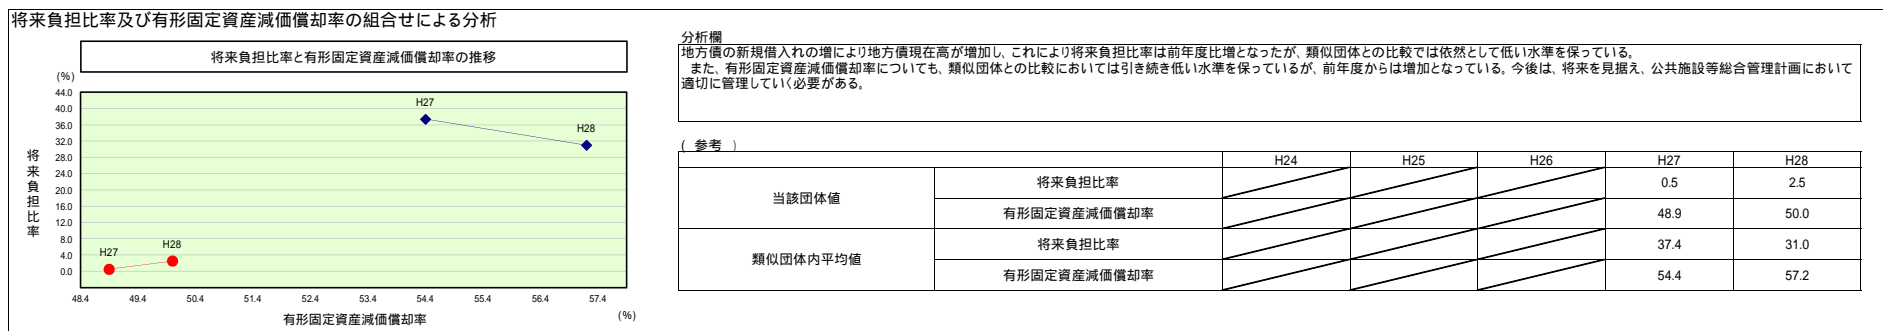 将来負担比率及び有形固定資産減価償却率の組合せによる分析
将来負担比率と有形固定資産減価償却率の推移
(%)
44.0
40.0
36.0
32.0
28.0
24.0
20.0
16.0
12.0
8.0
4.0
0.0
将来負担比率
H27
H28
H27
H28
48.4 49.4 50.4 51.4 52.4 53.4 54.4 55.4 56.4 57.4
有形固定資産減価償却率
(%)
分析欄
地方債の新規借入れの増により地方債現在高が増加し、これにより将来負担比率は前年度比増となったが、類似団体との比較では依然として低い水準を保っている。
また、有形固定資産減価償却率についても、類似団体との比較においては引き続き低い水準を保っているが、前年度からは増加となっている。今後は、将来を見据え、公共施設等総合管理計画において
適切に管理していく必要がある。
( 参考 )
H24 H25 H26 H27 H28
当該団体値 将来負担比率 0.5 2.5
有形固定資産減価償却率 48.9 50.0
類似団体内平均値 将来負担比率 37.4 31.0
有形固定資産減価償却率 54.4 57.2